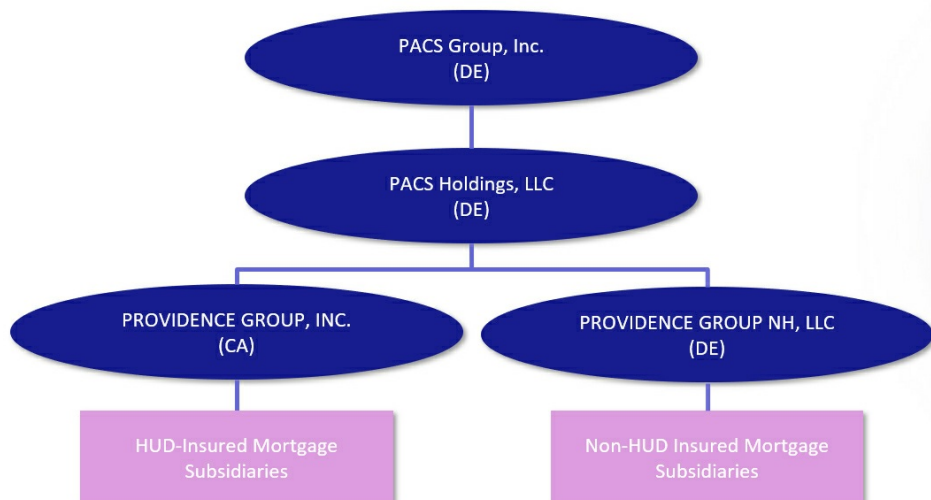 PACS Group, Inc.
(DE)
PACS Holdings, LLC
(DE)
PROVIDENCE GROUP, INC.
(CA)
PROVIDENCE GROUP NH, LLC
(DE)
HUD-Insured Mortgage
Subsidiaries
Non-HUD Insured Mortgage
Subsidiaries